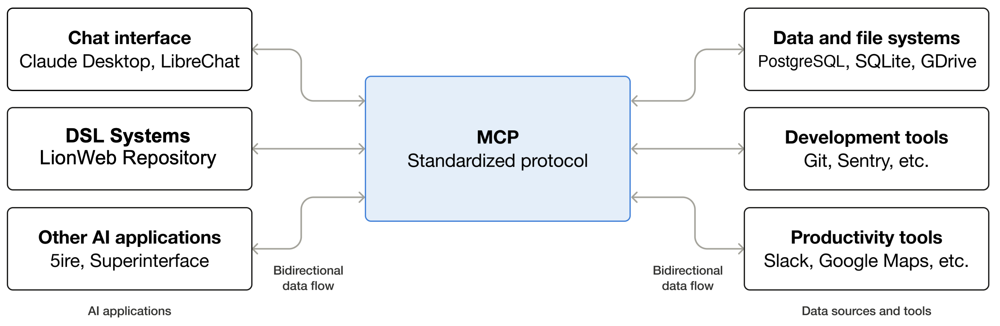 Chat interface
Claude Desktop, LibreChat
DSL Systems
LionWeb Repository
Other AI applications
5ire, Superinterface
Bidirectional
data flow
AI applications
MCP
Standardized protocol
Data and file systems
PostgreSQL, SQLite, GDrive
Development tools
Git, Sentry, etc.
Productivity tools
Slack, Google Maps, etc.
Bidirectional
data flow
Data sources and tools